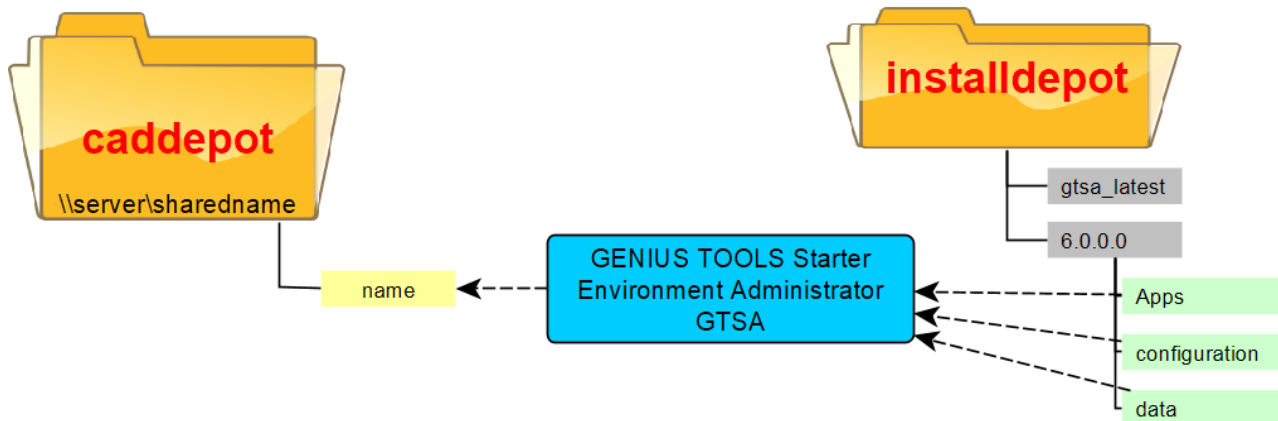 caddepot
\\server\sharedname
name
GENIUS TOOLS Starter
Environment Administrator
GTSA
installdepot
gtsa_latest
6.0.0.0
Apps
configuration
data